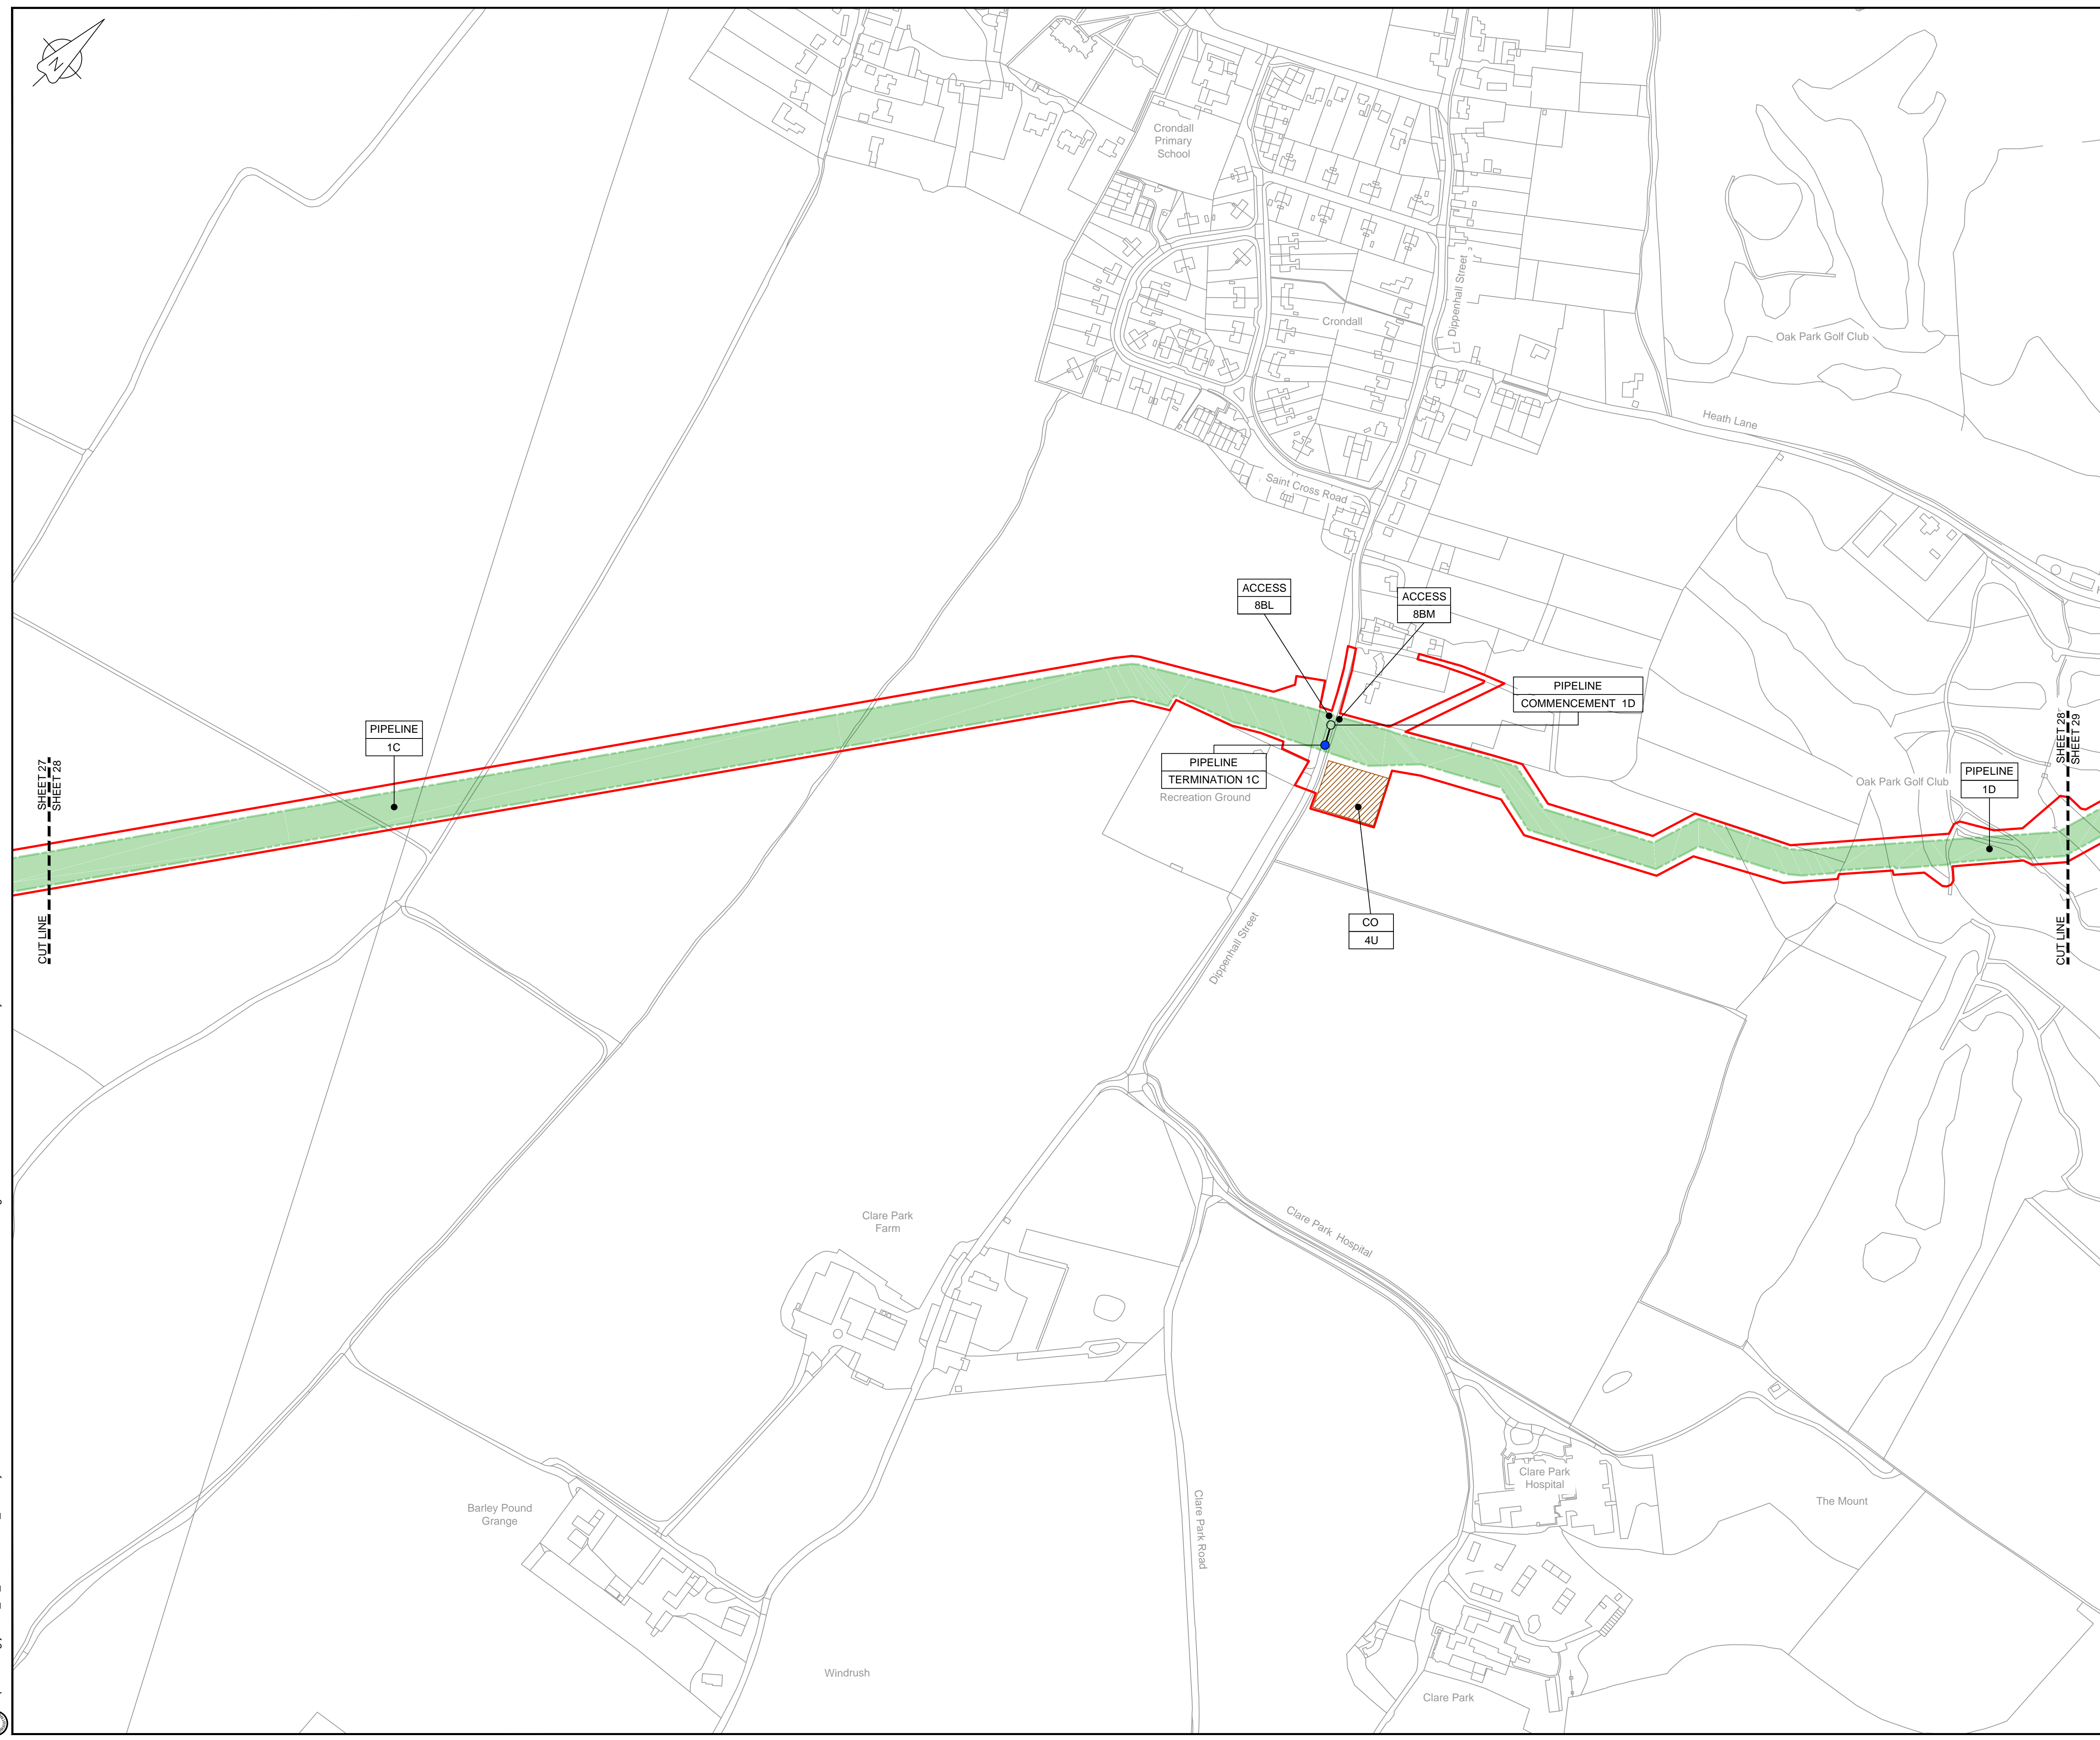 N
Crondall
Primary
School
Dippenhall Street
Crondall
Oak Park Golf Club
Heath Lane
Saint Cross Road
ACCESS
8BL
ACCESS
8BM
PIPELINE
COMMENCEMENT 1D
PIPELINE
1C
PIPELINE
TERMINATION 1C
Recreation Ground
SHEET 27
SHEET 28
CUT LINE
Oak Park Golf Club
PIPELINE
1D
SHEET 28
SHEET 29
CUT LINE
CO
4U
Dippenhall Street
Clare Park
Farm
Clare Park Hospital
Clare Park
Hospital
Barley Pound
Grange
Clare Park Road
The Mount
Windrush
Clare Park